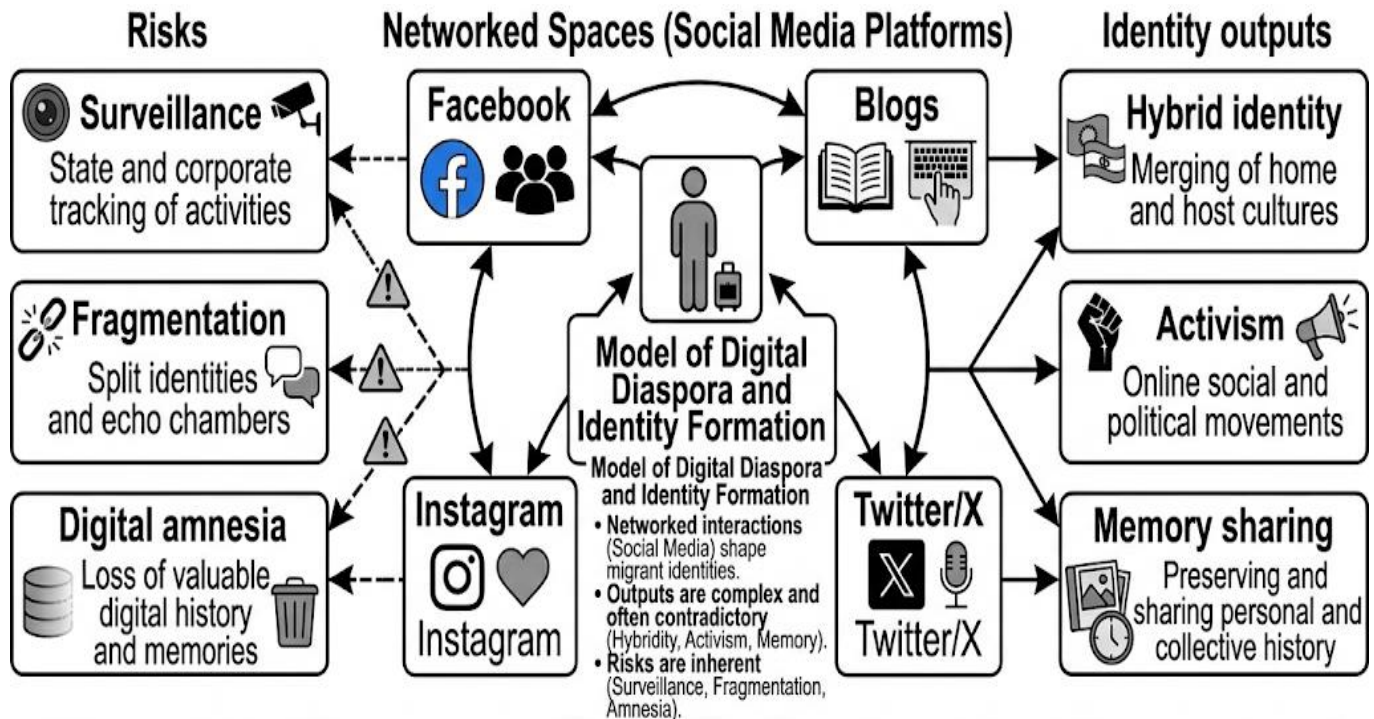 Risks
Networked Spaces (Social Media Platforms)
Identity outputs
Surveillance
State and corporate
tracking of activities
Fragmentation
Split identities
and echo chambers
Digital amnesia
Loss of valuable
digital history
and memories
Facebook
f
Blogs
Model of Digital
Diaspora and
Identity Formation
Model of Digital Diaspora
and Identity Formation
• Networked interactions
(Social Media) shape
migrant identities.
• Outputs are complex and
often contradictory
(Hybridity, Activism, Memory).
• Risks are inherent
(Surveillance, Fragmentation,
Amnesia).
Instagram
Instagram
Twitter/X
X
Twitter/X
Hybrid identity
Merging of home
and host cultures
Activism
Online social and
political movements
Memory sharing
Preserving and
sharing personal and
collective history
!
!
!